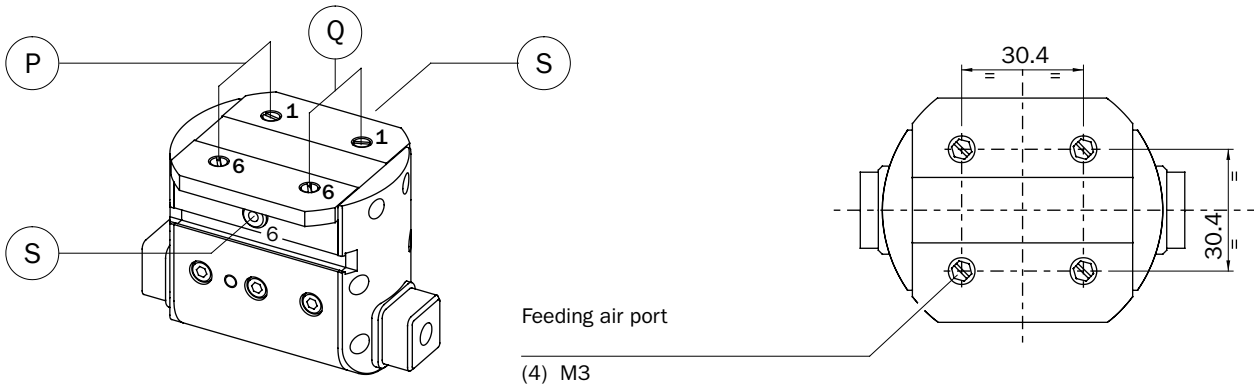 P
Q
S
1
1
6
6
6
S
30.4
= =
30.4
=
=
Feeding air port
(4) M3